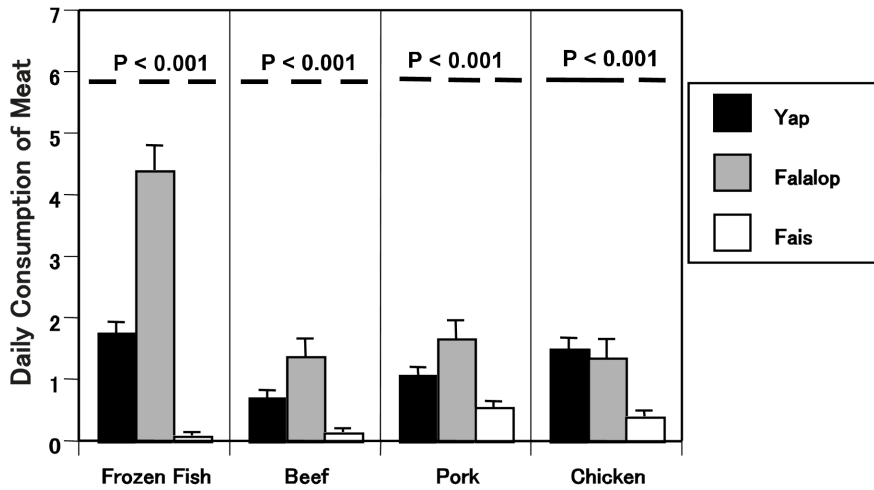 Daily Consumption of Meat
7
6
5
4
3
2
1
0
P < 0.001
P < 0.001
P < 0.001
P < 0.001
Frozen Fish
Beef
Pork
Chicken
Yap
Falalop
Fais